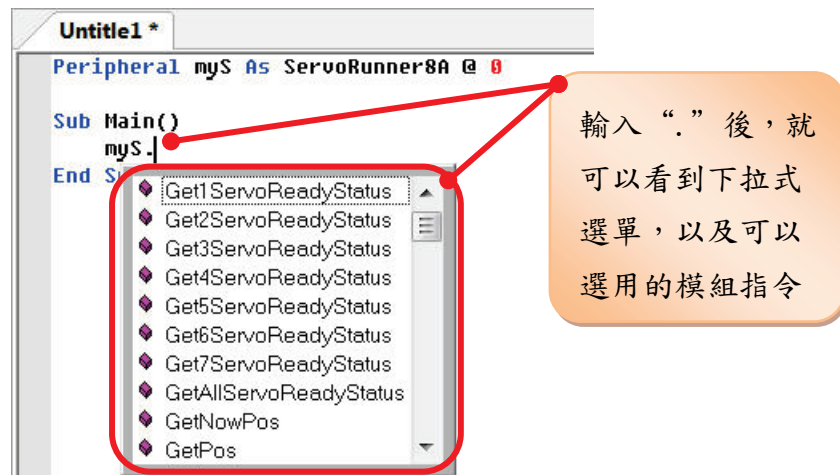 Untitle1 *
Peripheral myS As ServoRunner8A @ 0
Sub Main()
myS.
End S
Get1ServoReadyStatus
Get2ServoReadyStatus
Get3ServoReadyStatus
Get4ServoReadyStatus
Get5ServoReadyStatus
Get6ServoReadyStatus
Get7ServoReadyStatus
GetAllServoReadyStatus
GetNowPos
GetPos
輸入“.”後，就
可以看到下拉式
選單，以及可以
選用的模組指令